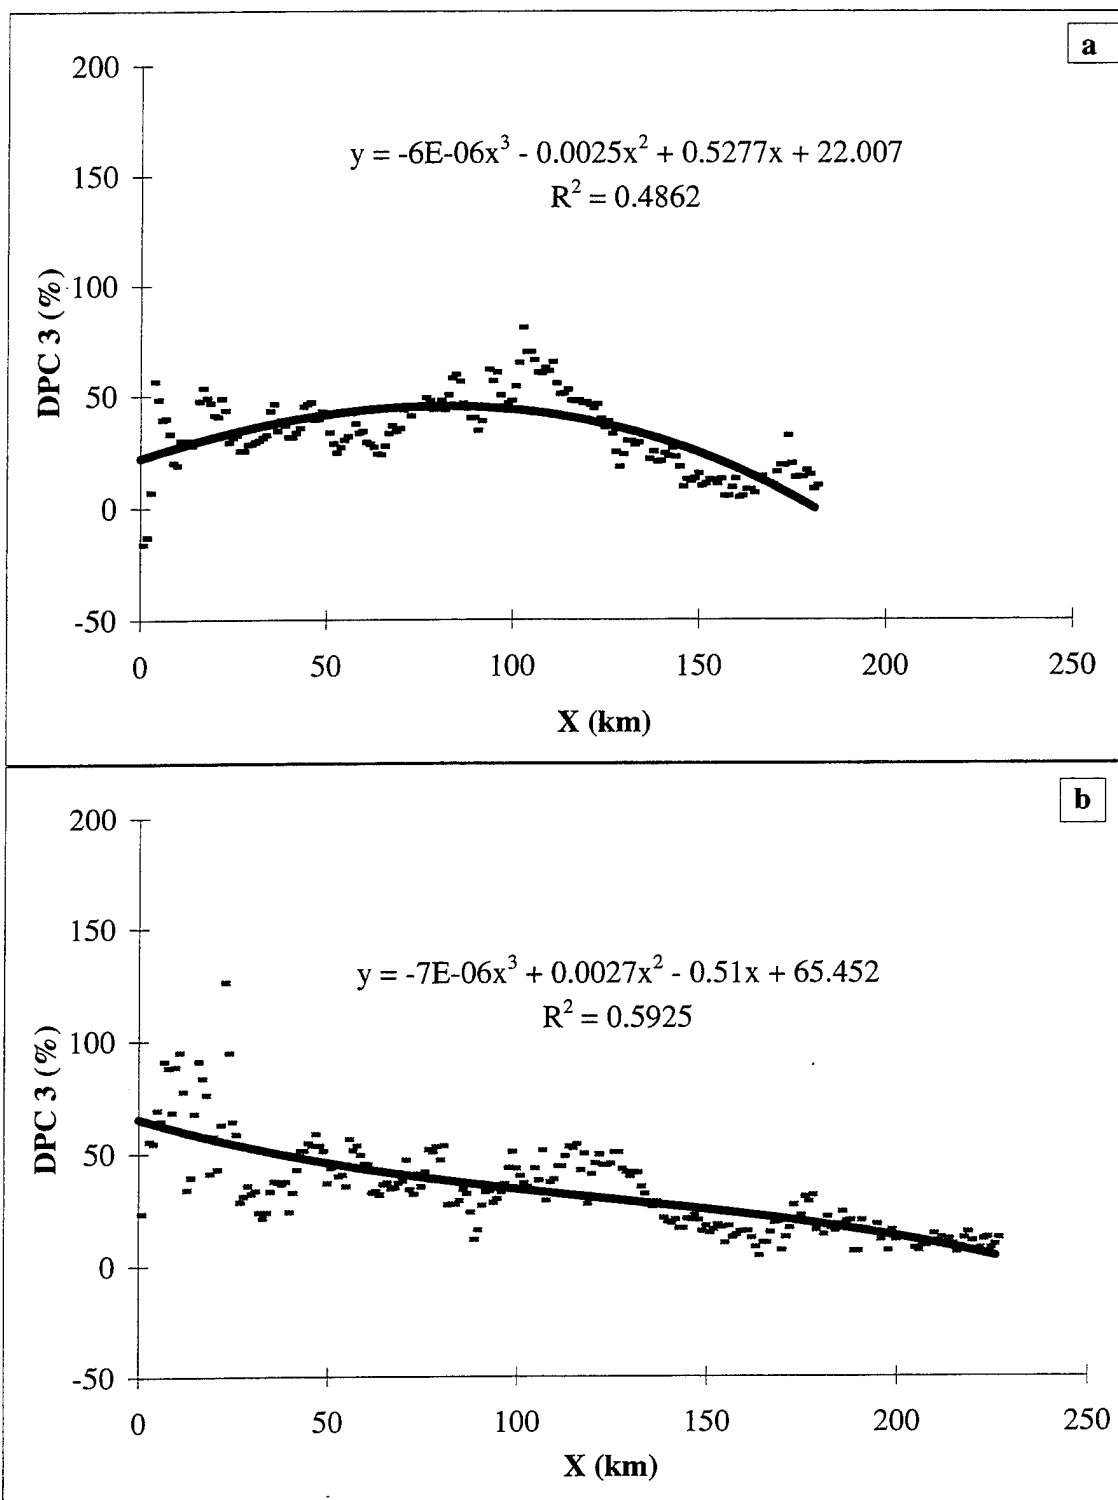 a
200
y = -6E-06x³ - 0.0025x² + 0.5277x + 22.007
150
R² = 0.4862
100
DPC 3 (%)
50
0
-50
0 50 100 150 200 250
X (km)
b
200
150
y = -7E-06x³ + 0.0027x² - 0.51x + 65.452
R² = 0.5925
100
DPC 3 (%)
50
0
-50
0 50 100 150 200 250
X (km)